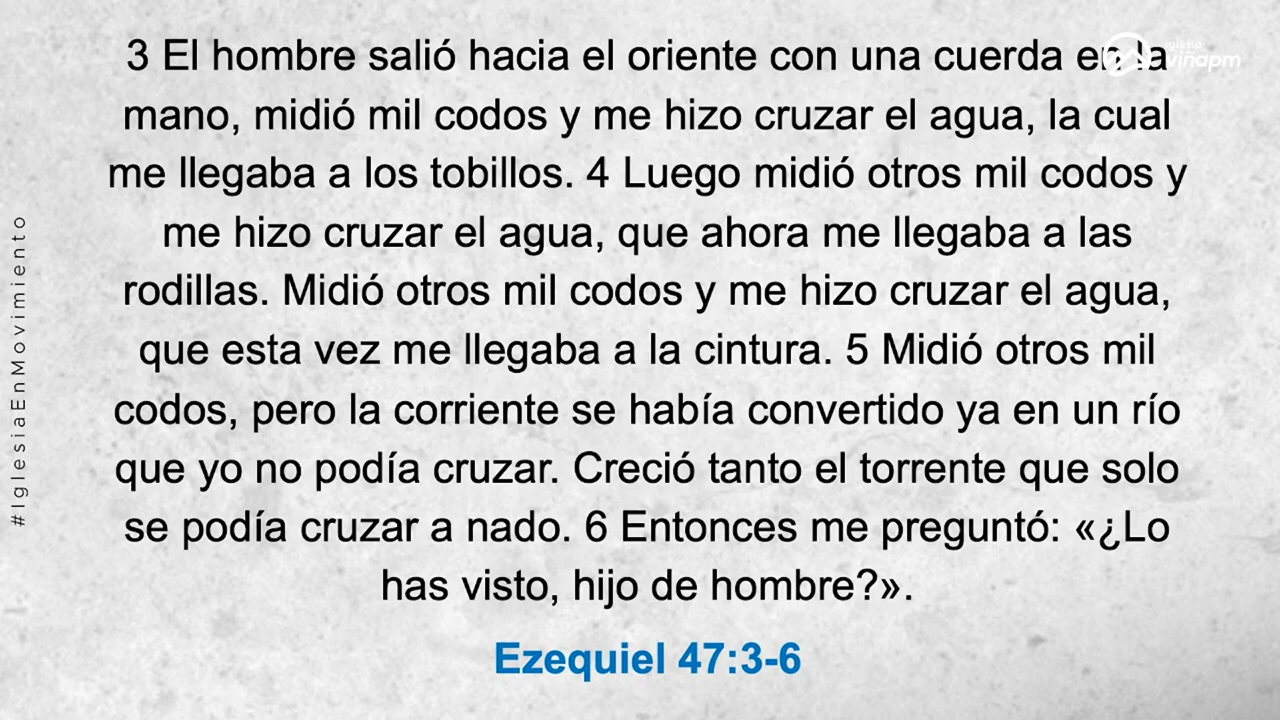 3 El hombre salió hacia el oriente con una cuerda en la
mano, midió mil codos y me hizo cruzar el agua, la cual
me llegaba a los tobillos. 4 Luego midió otros mil codos y
me hizo cruzar el agua, que ahora me llegaba a las
rodillas. Midió otros mil codos y me hizo cruzar el agua,
que esta vez me llegaba a la cintura. 5 Midió otros mil
codos, pero la corriente se había convertido ya en un río
que yo no podía cruzar. Creció tanto el torrente que solo
se podía cruzar a nado. 6 Entonces me preguntó: «¿Lo
has visto, hijo de hombre?».
Ezequiel 47:3-6
#IglesiaEnMovimiento
iglesia
viñapm